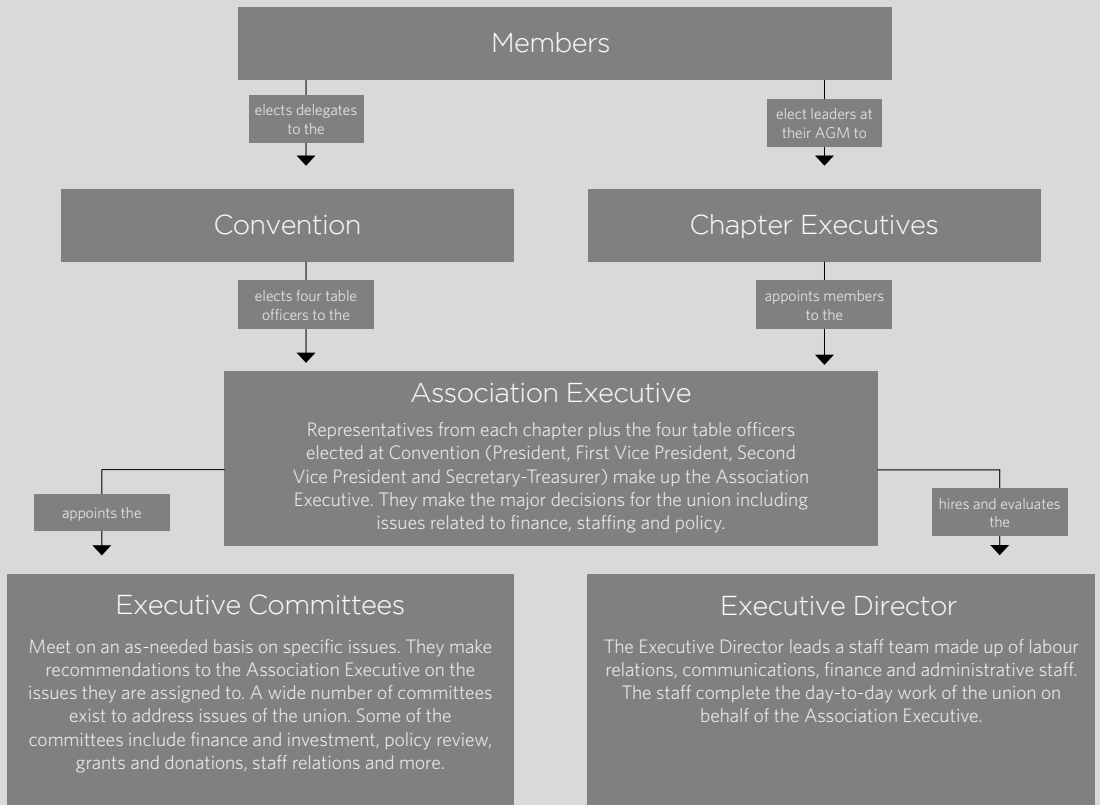 Members
elects delegates
to the
elect leaders at
their AGM to
Convention
Chapter Executives
elects four table
officers to the
appoints members
to the
Association Executive
Representatives from each chapter plus the four table officers
elected at Convention (President, First Vice President, Second
Vice President and Secretary-Treasurer) make up the Association
Executive. They make the major decisions for the union including
issues related to finance, staffing and policy.
appoints the
hires and evaluates
the
Executive Committees
Meet on an as-needed basis on specific issues. They make
recommendations to the Association Executive on the
issues they are assigned to. A wide number of committees
exist to address issues of the union. Some of the
committees include finance and investment, policy review,
grants and donations, staff relations and more.
Executive Director
The Executive Director leads a staff team made up of labour
relations, communications, finance and administrative staff.
The staff complete the day-to-day work of the union on
behalf of the Association Executive.